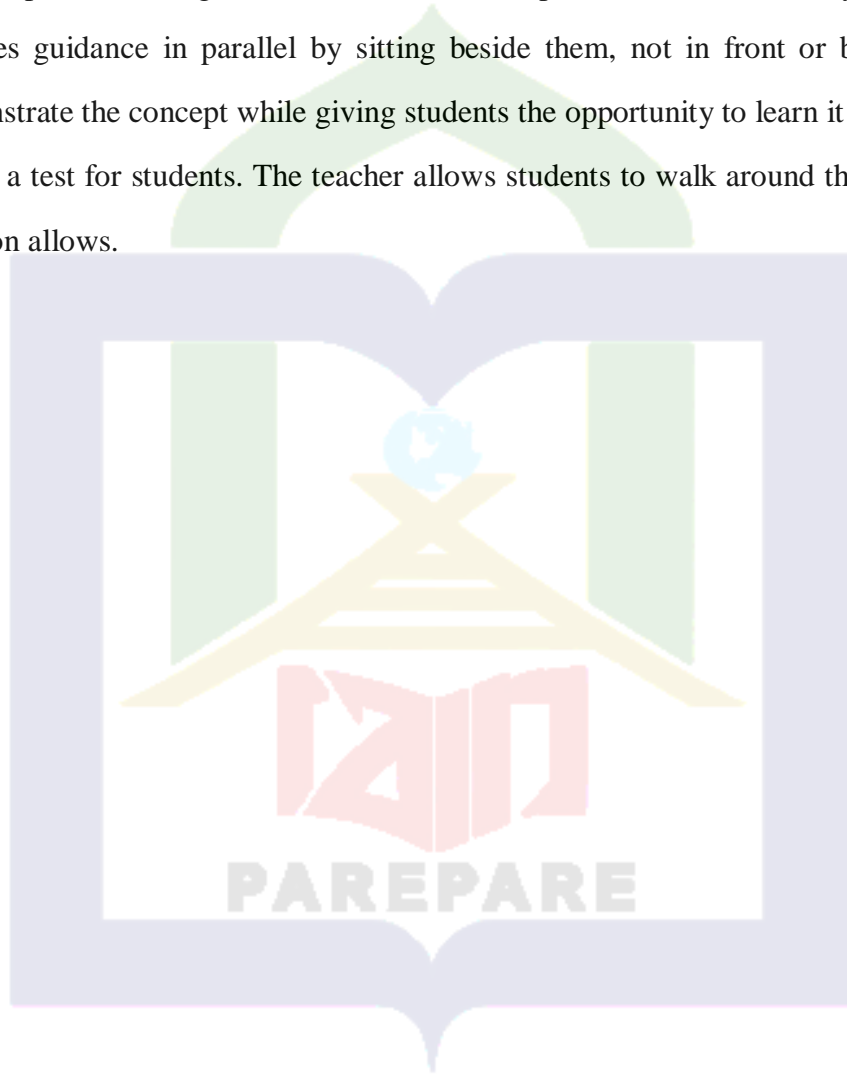 es guidance in parallel by sitting beside them, not in front or b
nstrate the concept while giving students the opportunity to learn it
a test for students. The teacher allows students to walk around th
on allows.
iain
PAREPARE